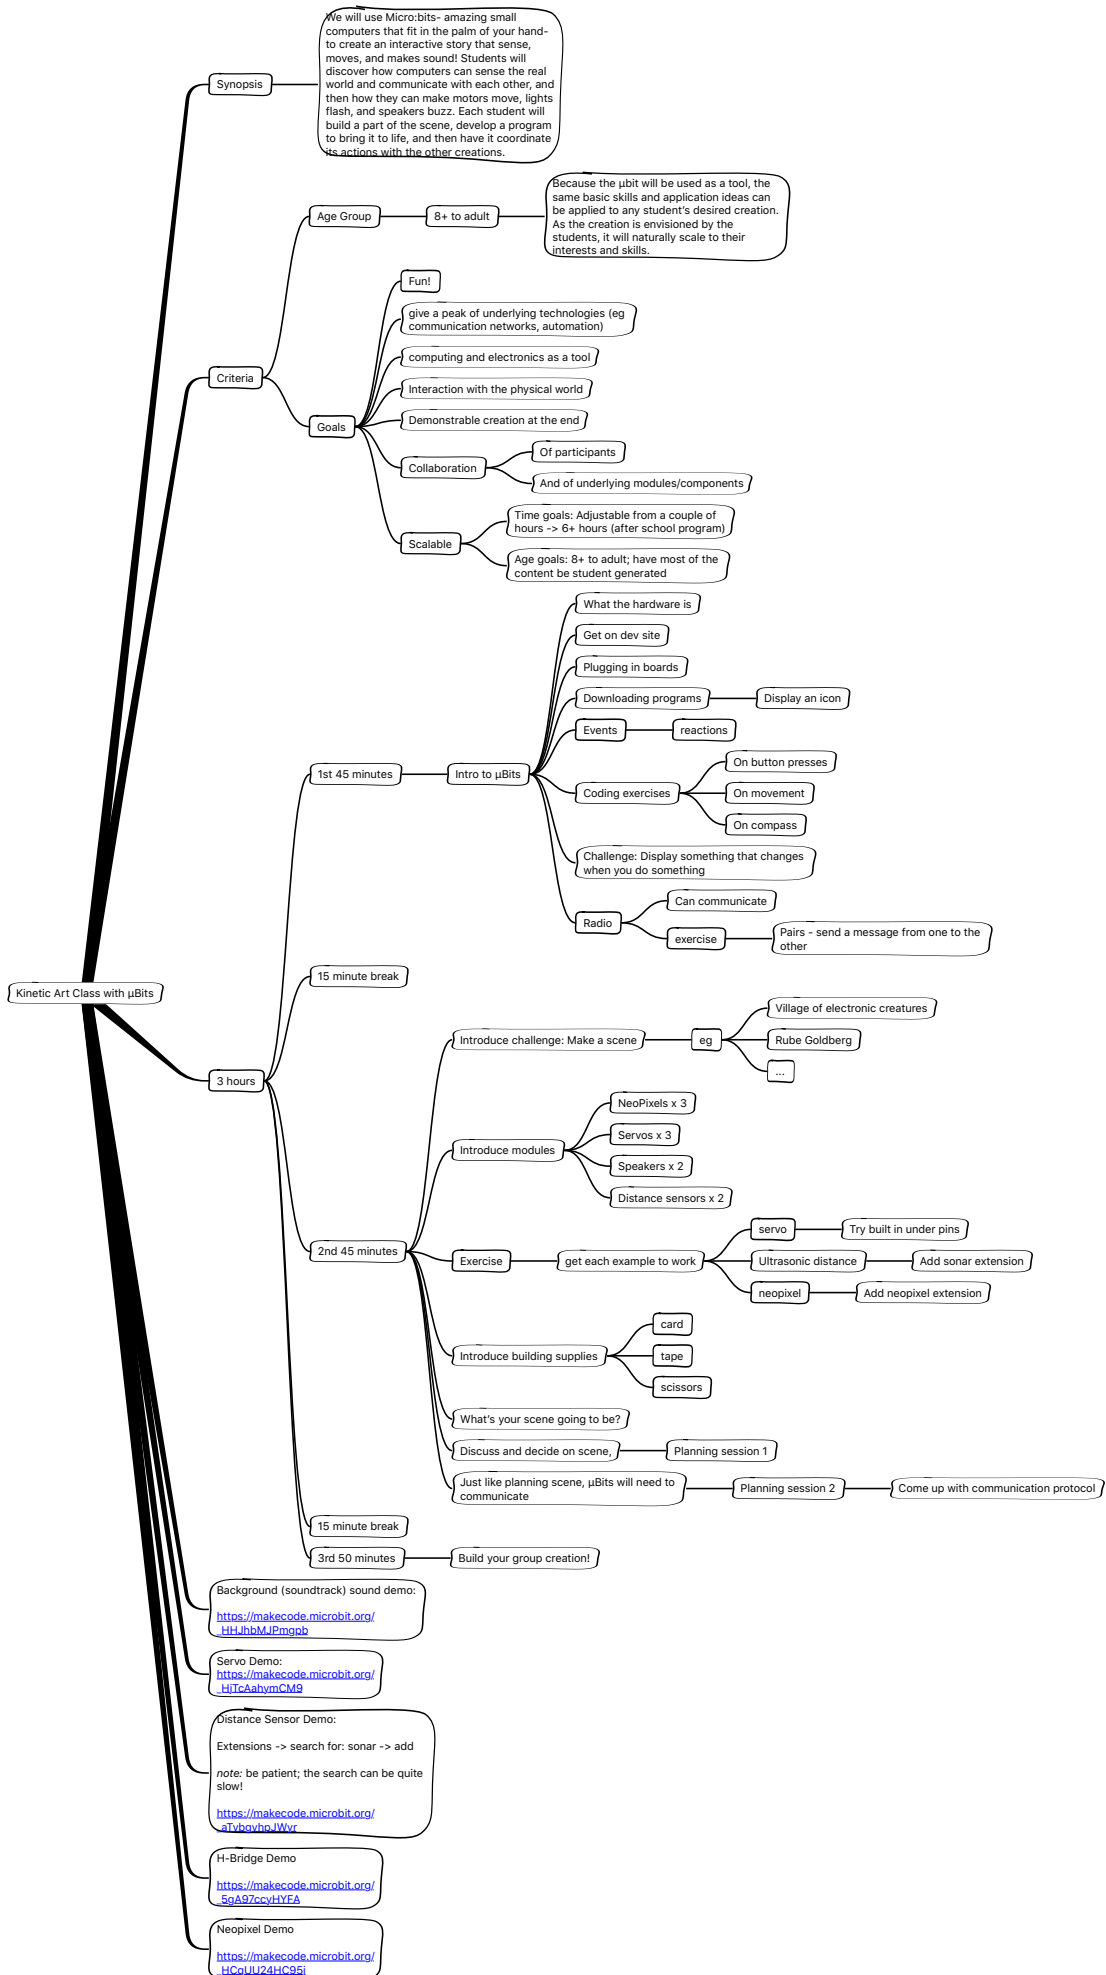 We will use Micro:bits- amazing small
computers that fit in the palm of your hand-
to create an interactive story that sense,
moves, and makes sound! Students will
discover how computers can sense the real
world and communicate with each other, and
then how they can make motors move, lights
flash, and speakers buzz. Each student will
build a part of the scene, develop a program
to bring it to life, and then have it coordinate
its actions with the other creations.
Synopsis
Because the µbit will be used as a tool, the
same basic skills and application ideas can
be applied to any student's desired creation.
As the creation is envisioned by the
students, it will naturally scale to their
interests and skills.
Age Group
8+ to adult
Fun!
give a peak of underlying technologies (eg
communication networks, automation)
computing and electronics as a tool
Criteria
Interaction with the physical world
Demonstrable creation at the end
Goals
Of participants
Collaboration
And of underlying modules/components
Time goals: Adjustable from a couple of
hours -> 6+ hours (after school program)
Scalable
Age goals: 8+ to adult; have most of the
content be student generated
What the hardware is
Get on dev site
Plugging in boards
Downloading programs
Display an icon
Events
reactions
On button presses
1st 45 minutes
Intro to µBits
Coding exercises
On movement
On compass
Challenge: Display something that changes
when you do something
Can communicate
Radio
exercise
Pairs - send a message from one to the
other
15 minute break
Kinetic Art Class with µBits
Village of electronic creatures
Introduce challenge: Make a scene
eg
Rube Goldberg
...
3 hours
NeoPixels x 3
Servos x 3
Introduce modules
Speakers x 2
Distance sensors x 2
servo
Try built in under pins
2nd 45 minutes
Exercise
get each example to work
Ultrasonic distance
Add sonar extension
neopixel
Add neopixel extension
card
Introduce building supplies
tape
scissors
What's your scene going to be?
Discuss and decide on scene,
Planning session 1
Just like planning scene, µBits will need to
communicate
Planning session 2
Come up with communication protocol
15 minute break
3rd 50 minutes
Build your group creation!
Background (soundtrack) sound demo:
https://makecode.microbit.org/
_HHJhbMJPmgpb
Servo Demo:
https://makecode.microbit.org/
_HjTcAahymCM9
Distance Sensor Demo:
Extensions -> search for: sonar -> add
note: be patient; the search can be quite
slow!
https://makecode.microbit.org/
_aTybqvhpJWyr
H-Bridge Demo
https://makecode.microbit.org/
_5gA97ccyHYFA
Neopixel Demo
https://makecode.microbit.org/
_HCqUU24HC95i